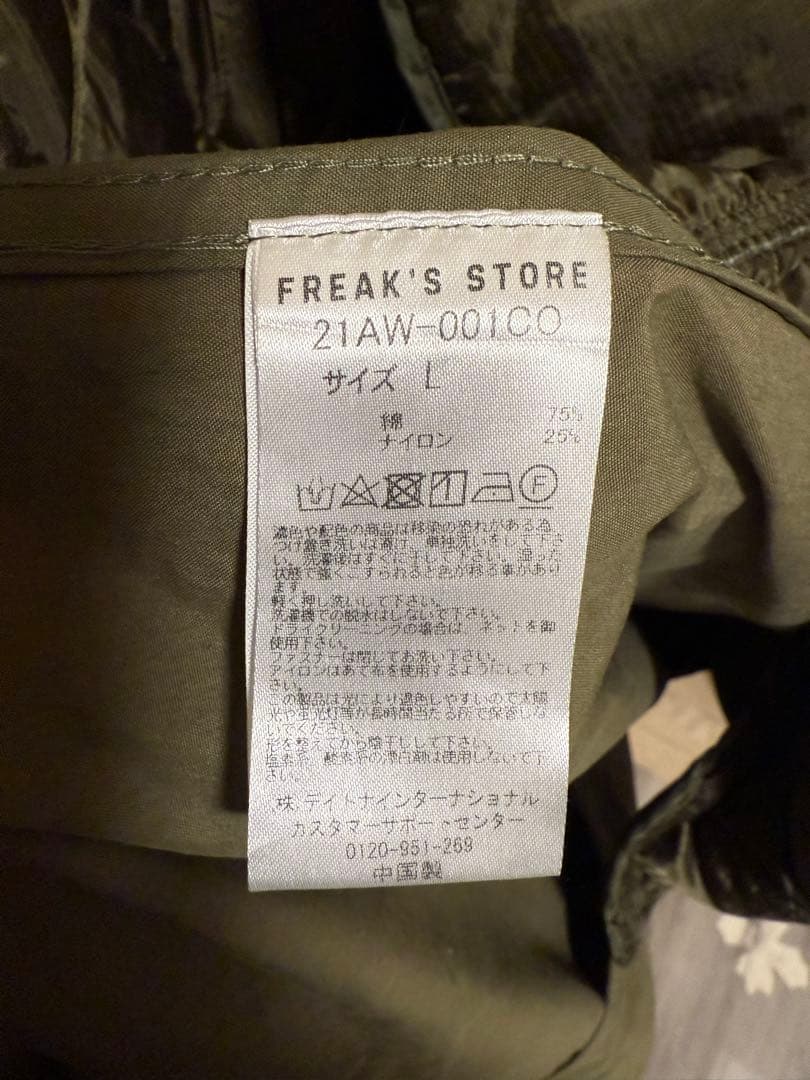 FREAK'S STORE
21AW-001CO
サイズ L
綿 75%
ナイロン 25%
F
濃色や配色の商品は移染の恐れがある為
つけ置き洗いは避け、単独洗いをして下さ
い。洗濯後はすぐに干して下さい。湿った
状態で強くこすられると色が移る事があり
ます。
軽く押し洗いして下さい。
洗濯機での脱水はしないで下さい。
ドライクリーニングの場合は、ネットを御
使用下さい。
ファスナーは閉じてお洗い下さい。
アイロンはあて布を使用するようにして下
さい。
この製品は光により退色しやすいので太陽
光や蛍光灯等が長時間当たる所で保管しな
いでください。
形を整えてから陰干しして下さい。
塩素系、酸素系の漂白剤は使用しないで下
さい。
(株)デイトナインターナショナル
カスタマーサポートセンター
0120-951-269
中国製